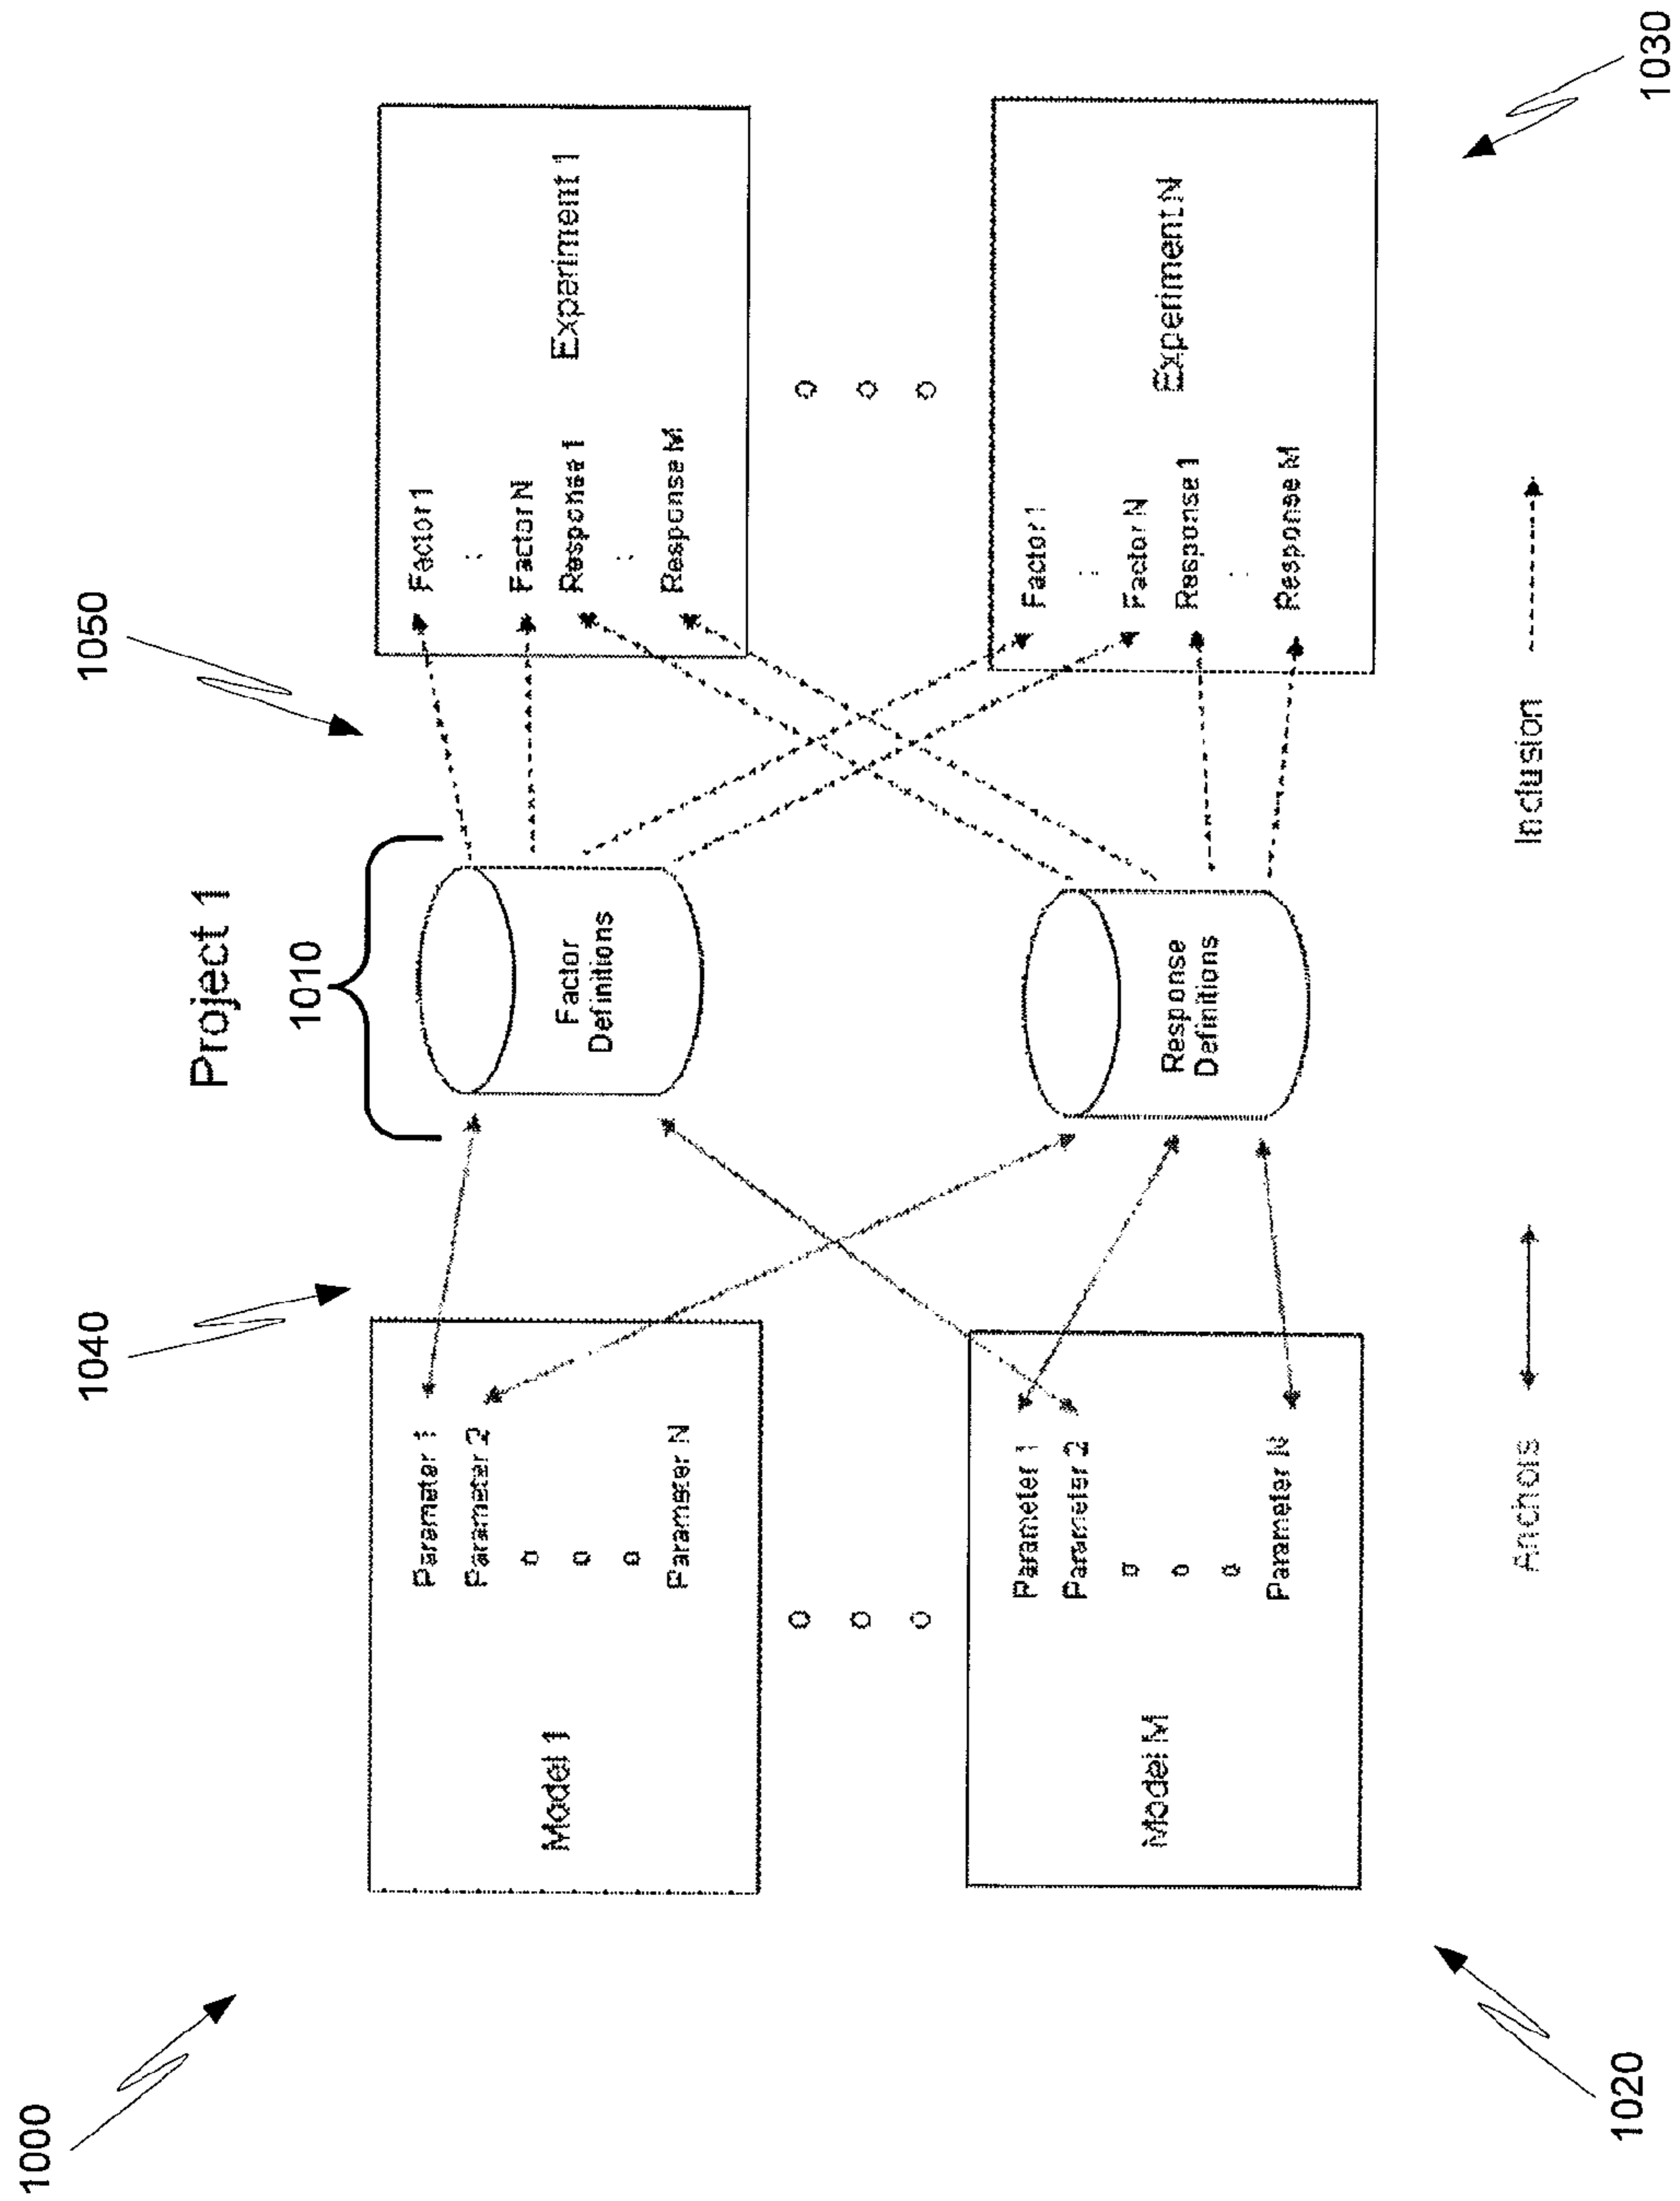 1000
1040
1050
Project 1
1010
Model 1
Parameter 1
Parameter 2
Parameter N
Factor
Definitions
Factor 1
Factor N
Response 1
Response M
Experiment 1
Model M
Parameter 1
Parameter 2
Parameter N
Response
Definitions
Factor 1
Factor N
Response 1
Response M
Experiment N
Anchors
Inclusion
1020
1030